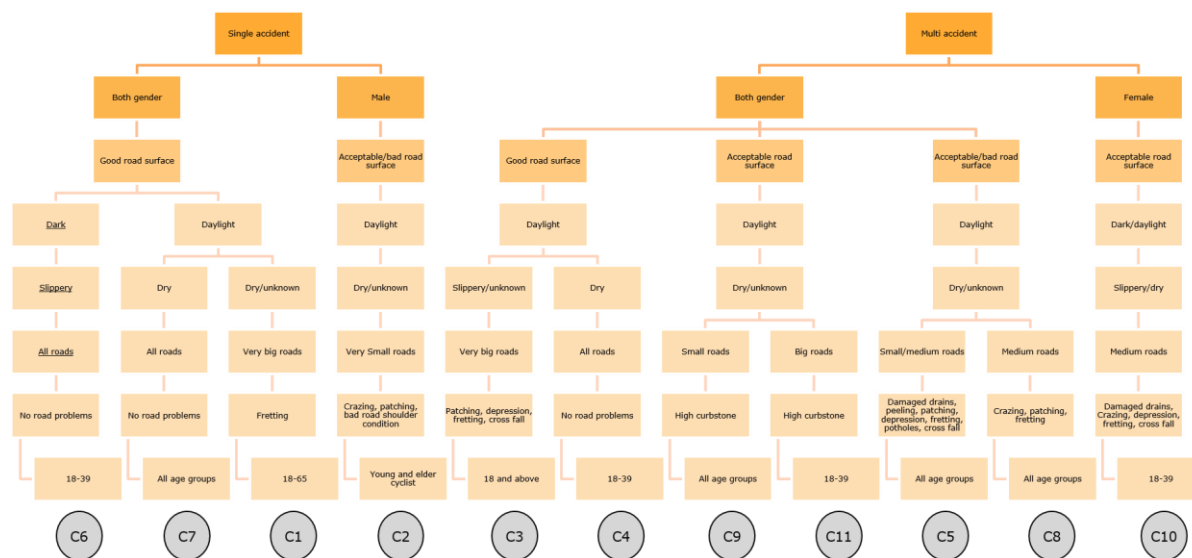 Single accident
Multi accident
Both gender
Male
Both gender
Female
Good road surface
Acceptable/bad road
surface
Good road surface
Acceptable road
surface
Acceptable/bad road
surface
Acceptable road
surface
Dark
Daylight
Daylight
Daylight
Daylight
Daylight
Dark/daylight
Slippery
Dry
Dry/unknown
Dry/unknown
Slippery/unknown
Dry
Dry/unknown
Dry/unknown
Slippery/dry
All roads
All roads
Very big roads
Very Small roads
Very big roads
All roads
Small roads
Big roads
Small/medium roads
Medium roads
Medium roads
No road problems
No road problems
Fretting
Crazing, patching,
bad road shoulder
condition
Patching, depression,
fretting, cross fall
No road problems
High curbstone
High curbstone
Damaged drains,
peeling, patching,
depression, fretting,
potholes, cross fall
Crazing, patching,
fretting
Damaged drains,
Crazing, depression,
fretting, cross fall
18-39
All age groups
18-65
Young and elder
cyclist
18 and above
18-39
All age groups
18-39
All age groups
All age groups
18-39
C6
C7
C1
C2
C3
C4
C9
C11
C5
C8
C10